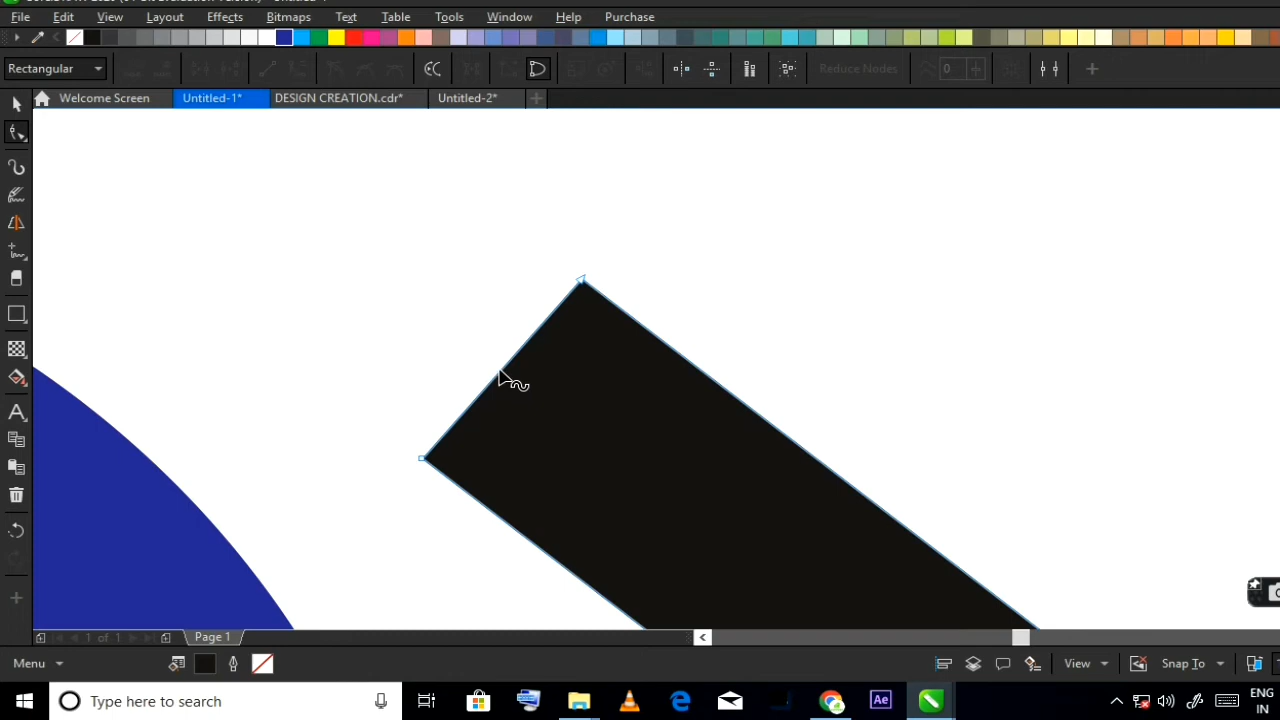 File Edit View Layout Effects Bitmaps Text Table Tools Window Help Purchase
Rectangular Reduce Nodes 0
Welcome Screen Untitled-1* DESIGN CREATION.cdr* Untitled-2*
1 of 1 Page 1
Menu View Snap To
Type here to search Ae ENG
IN